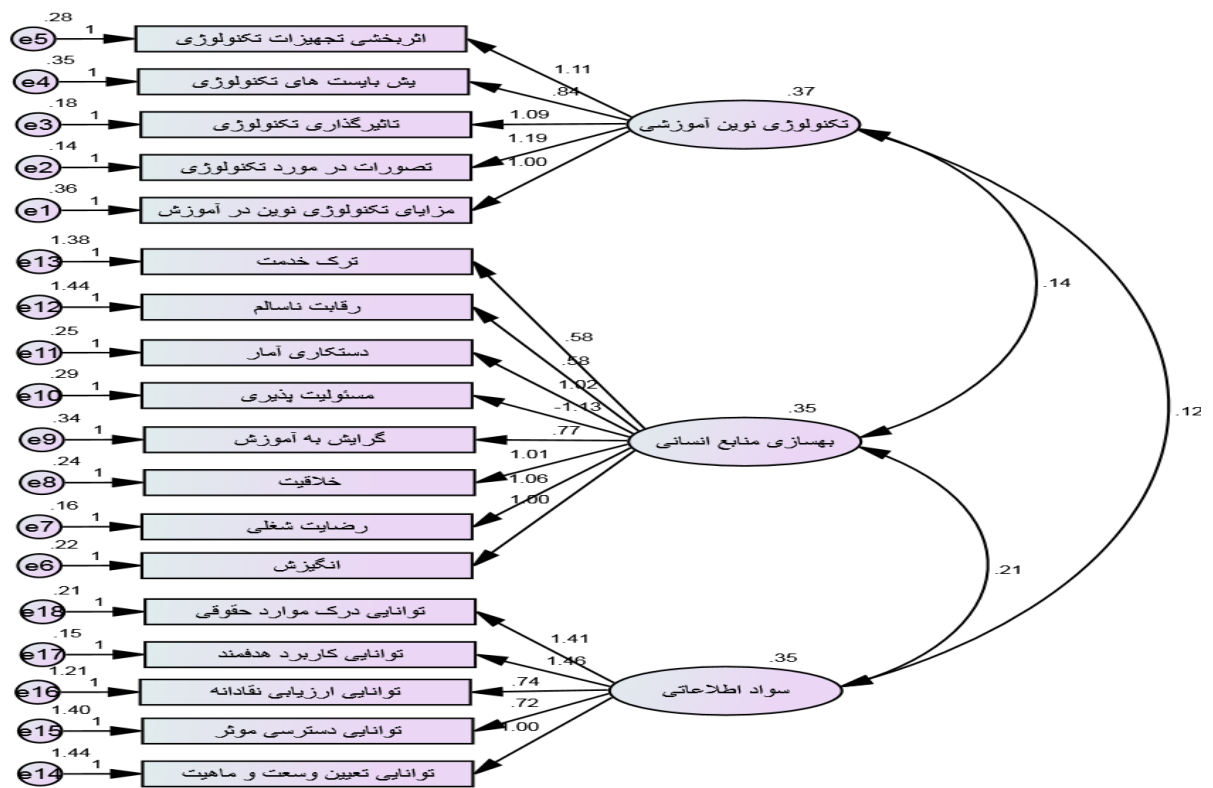 .28
e5
1
اثربخشی تجهیزات تکنولوژی
.35
e4
1
یش بایست های تکنولوژی
.18
e3
1
تاثیرگذاری تکنولوژی
.14
e2
1
تصورات در مورد تکنولوژی
.36
e1
1
مزایای تکنولوژی نوین در آموزش
1.11
.84
1.09
1.19
1.00
.37
تکنولوژی نوین آموزشی
1.38
e13
1
ترک خدمت
1.44
e12
1
رقابت ناسالم
.25
e11
1
دستکاری آمار
.29
e10
1
مسئولیت پذیری
.34
e9
1
گرایش به آموزش
.24
e8
1
خلاقیت
.16
e7
1
رضایت شغلی
.22
e6
1
انگیزش
.58
.58
1.02
-1.13
.77
1.01
1.06
1.00
.35
بهسازی منابع انسانی
.21
e18
1
توانایی درک موارد حقوقی
.15
e17
1
توانایی کاربرد هدفمند
1.21
e16
1
توانایی ارزیابی نقادانه
1.40
e15
1
توانایی دسترسی موثر
1.44
e14
1
توانایی تعیین وسعت و ماهیت
1.41
1.46
.74
.72
1.00
.35
سواد اطلاعاتی
.14
.12
.21